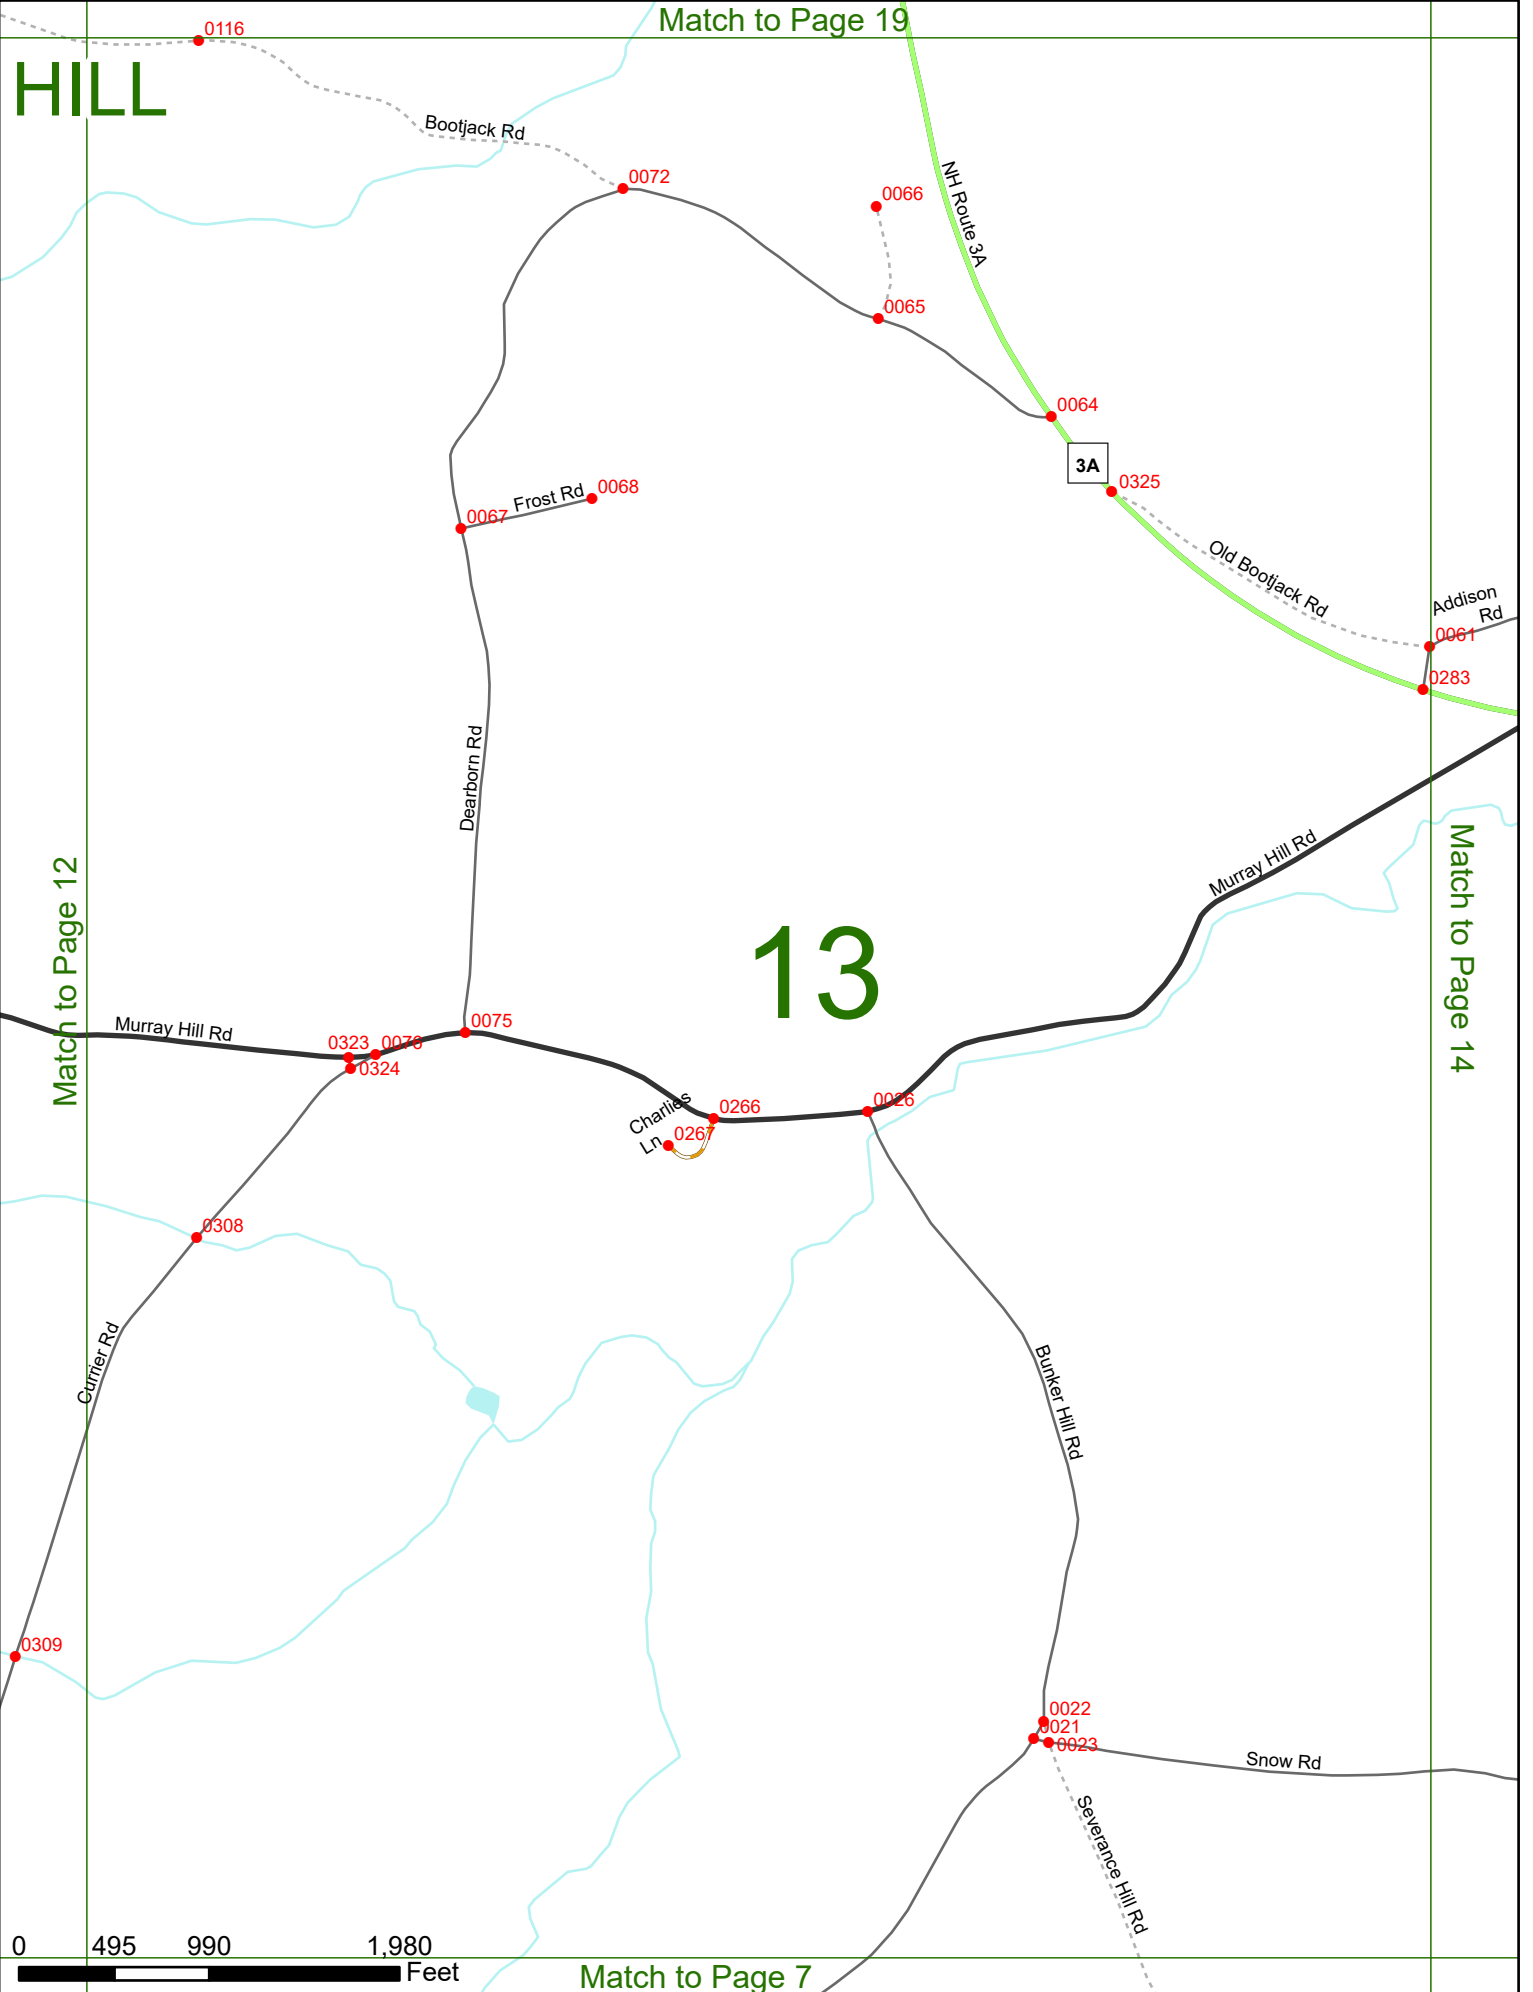 Match to Page 19
0116
HILL
Bootjack Rd
0072
0066
NH Route 3A
0065
0064
3A
0325
0068
Frost Rd
0067
Old Bootjack Rd
Addison
Rd
0061
0283
Dearborn Rd
Murray Hill Rd
Match to Page 12
Match to Page 14
13
0075
Murray Hill Rd
0323
0076
0324
0026
Charlies
Ln
0266
0267
0308
Currier Rd
Bunker Hill Rd
0309
0022
0021
0023
Snow Rd
Severance Hill Rd
0 495 990 1,980
Feet
Match to Page 7